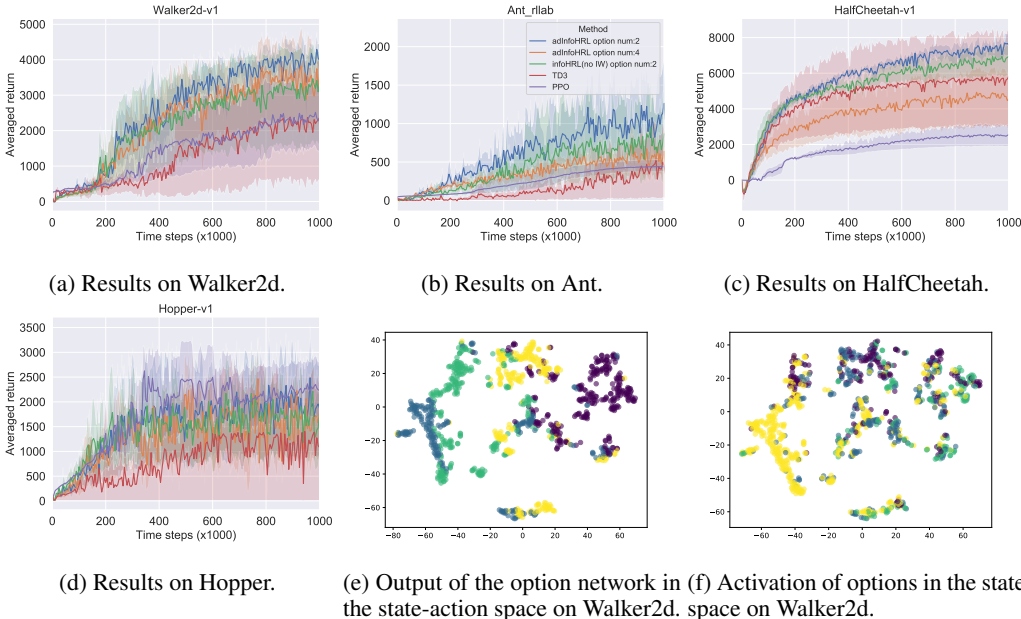 Walker2d-v1
5000
4000
3000
2000
1000
0
Averaged return
0 200 400 600 800 1000
Time steps (x1000)
(a) Results on Walker2d.
Ant_rllab
2000
1500
1000
500
0
Averaged return
Method
adInfoHRL option num:2
adInfoHRL option num:4
infoHRL(no IW) option num:2
TD3
PPO
0 200 400 600 800 1000
Time steps (x1000)
(b) Results on Ant.
HalfCheetah-v1
8000
6000
4000
2000
0
Averaged return
0 200 400 600 800 1000
Time steps (x1000)
(c) Results on HalfCheetah.
Hopper-v1
3500
3000
2500
2000
1500
1000
500
0
Averaged return
0 200 400 600 800 1000
Time steps (x1000)
(d) Results on Hopper.
40
20
0
−20
−40
−60
−80 −60 −40 −20 0 20 40 60
(e) Output of the option network in
the state-action space on Walker2d.
40
20
0
−20
−40
−60
−60 −40 −20 0 20 40 60
(f) Activation of options in the state
space on Walker2d.